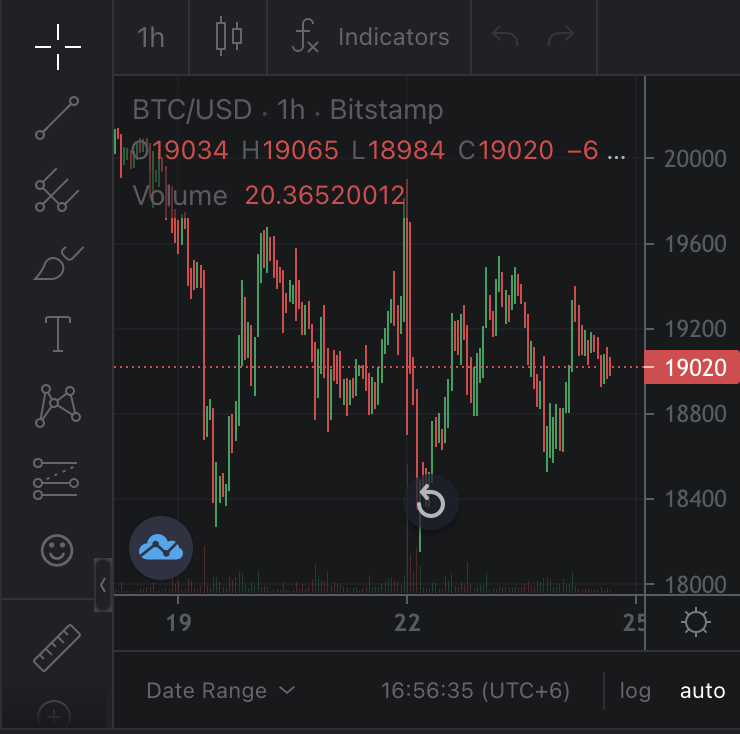 1h
fx Indicators
BTC/USD · 1h · Bitstamp
O19034 H19065 L18984 C19020 −6 ...
Volume 20.36520012
20000
19600
19200
19020
18800
18400
18000
19 22 25
Date Range 16:56:35 (UTC+6) log auto